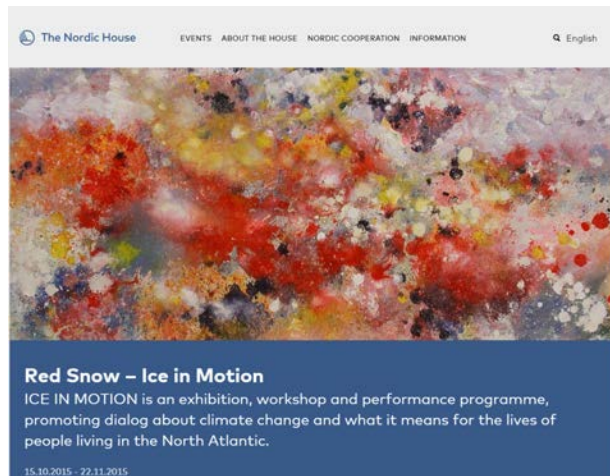 The Nordic House EVENTS ABOUT THE HOUSE NORDIC COOPERATION INFORMATION English
Red Snow – Ice in Motion
ICE IN MOTION is an exhibition, workshop and performance programme,
promoting dialog about climate change and what it means for the lives of
people living in the North Atlantic.
15.10.2015 - 22.11.2015